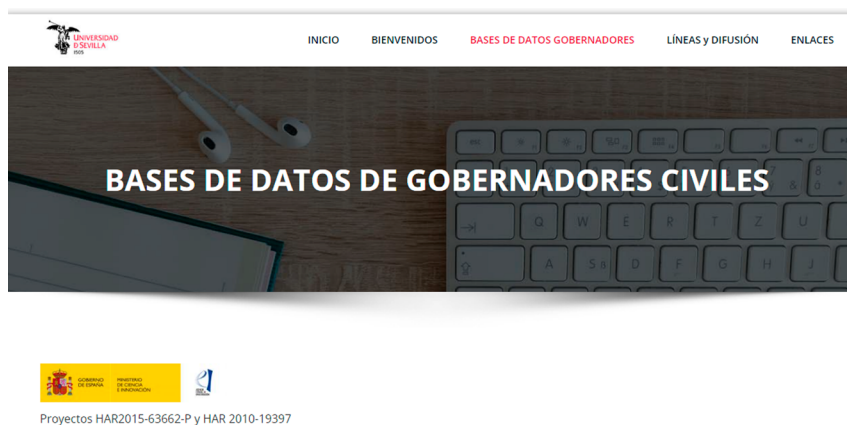 UNIVERSIDAD
D SEVILLA
1505
INICIO BIENVENIDOS BASES DE DATOS GOBERNADORES LÍNEAS y DIFUSIÓN ENLACES
BASES DE DATOS DE GOBERNADORES CIVILES
Q W E R T Z U
A S D F G H J
GOBIERNO
DE ESPAÑA
MINISTERIO
DE CIENCIA
E INNOVACIÓN
Proyectos HAR2015-63662-P y HAR 2010-19397